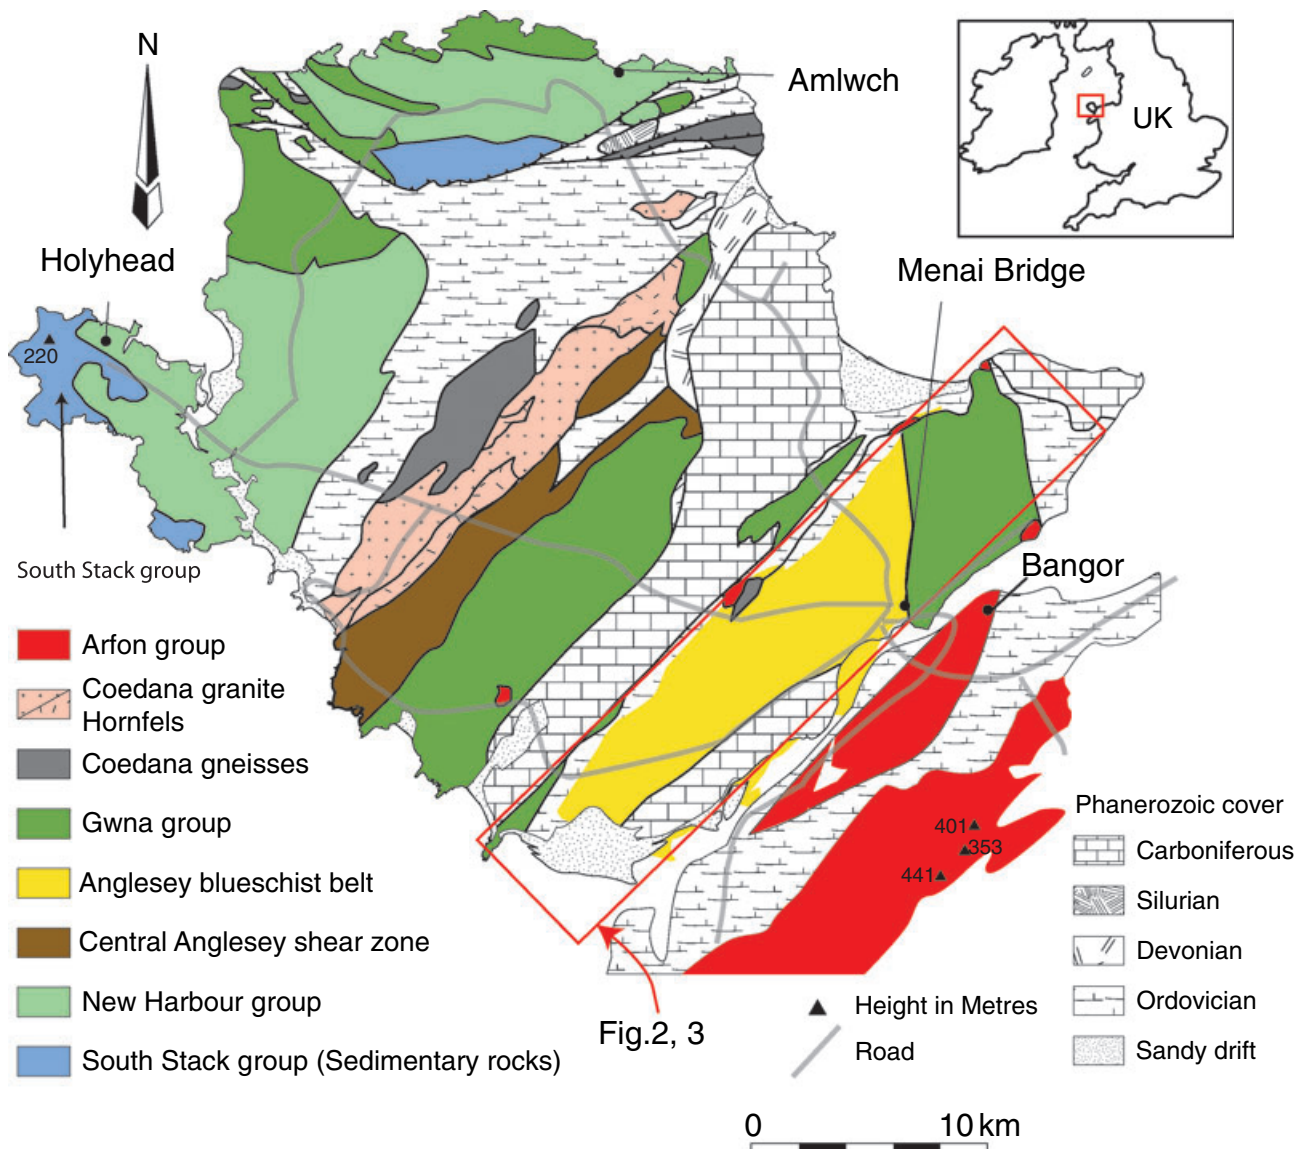 N
Amlwch
UK
Holyhead
Menai Bridge
220
Bangor
South Stack group
Arfon group
Coedana granite
Hornfels
Coedana gneisses
Gwna group
Anglesey blueschist belt
Central Anglesey shear zone
New Harbour group
South Stack group (Sedimentary rocks)
401
353
441
Fig.2, 3
Height in Metres
Road
Phanerozoic cover
Carboniferous
Silurian
Devonian
Ordovician
Sandy drift
0 10 km